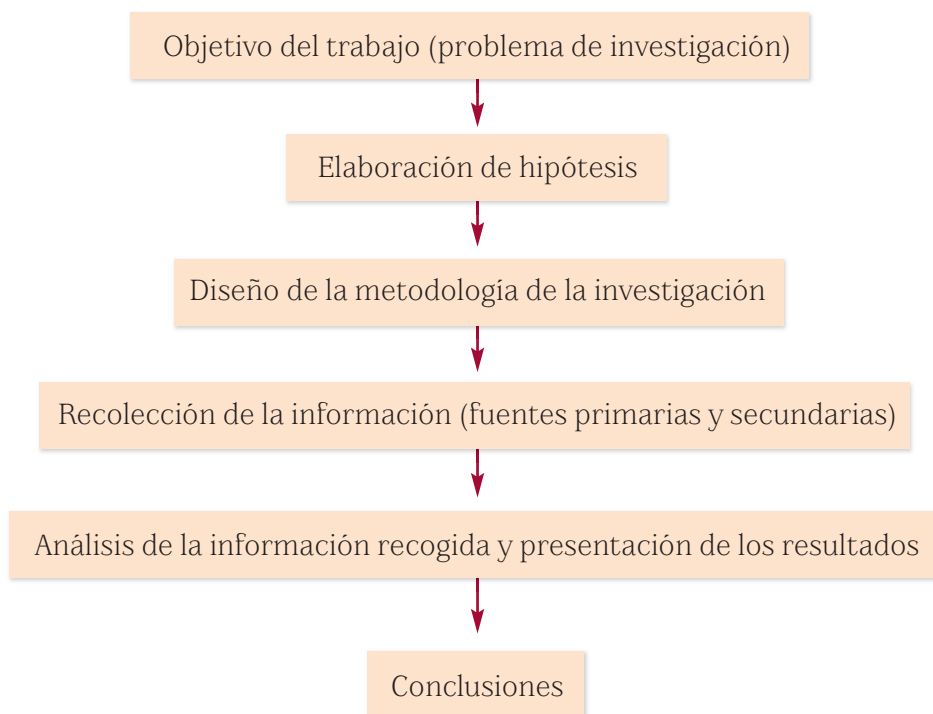 Objetivo del trabajo (problema de investigación)
Elaboración de hipótesis
Diseño de la metodología de la investigación
Recolección de la información (fuentes primarias y secundarias)
Análisis de la información recogida y presentación de los resultados
Conclusiones